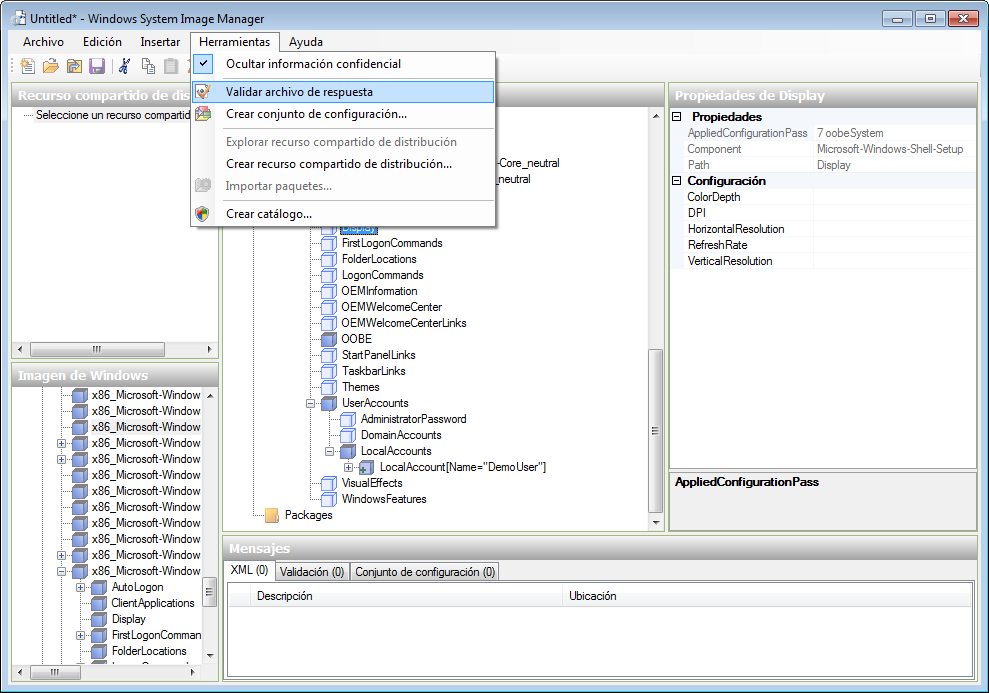 Untitled* - Windows System Image Manager
Archivo Edición Insertar Herramientas Ayuda
Ocultar información confidencial
Validar archivo de respuesta
Crear conjunto de configuración...
Explorar recurso compartido de distribución
Crear recurso compartido de distribución...
Importar paquetes...
Crear catálogo...
Recurso compartido de dis
Seleccione un recurso compartid
-Core_neutral
_neutral
Display
FirstLogonCommands
FolderLocations
LogonCommands
OEMInformation
OEMWelcomeCenter
OEMWelcomeCenterLinks
OOBE
StartPanelLinks
TaskbarLinks
Themes
UserAccounts
AdministratorPassword
DomainAccounts
LocalAccounts
LocalAccount[Name="DemoUser"]
VisualEffects
WindowsFeatures
Packages
Propiedades de Display
Propiedades
AppliedConfigurationPass 7 oobeSystem
Component Microsoft-Windows-Shell-Setup
Path Display
Configuración
ColorDepth
DPI
HorizontalResolution
RefreshRate
VerticalResolution
AppliedConfigurationPass
Imagen de Windows
x86_Microsoft-Window
x86_Microsoft-Window
x86_Microsoft-Window
x86_Microsoft-Window
x86_Microsoft-Window
x86_Microsoft-Window
x86_Microsoft-Window
x86_Microsoft-Window
x86_Microsoft-Window
x86_Microsoft-Window
x86_Microsoft-Window
x86_Microsoft-Window
AutoLogon
ClientApplications
Display
FirstLogonComman
FolderLocations
Mensajes
XML (0) Validación (0) Conjunto de configuración (0)
Descripción Ubicación